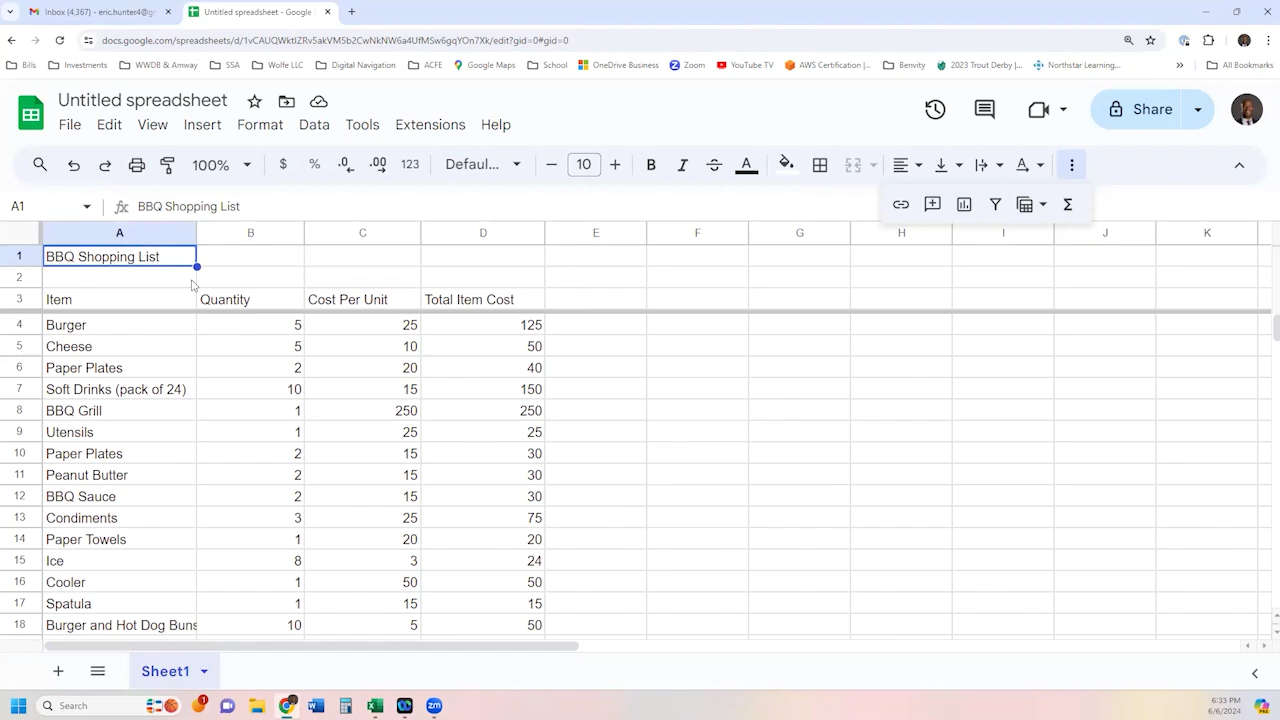 Inbox (4,367) - eric.hunter4@g
Untitled spreadsheet - Google
docs.google.com/spreadsheets/d/1vCAUQWktIZRv5akVM5b2CwNkNW6a4UfMSw6gqYOn7Xk/edit?gid=0#gid=0
Bills Investments WWDB & Amway SSA Wolfe LLC Digital Navigation ACFE Google Maps School OneDrive Business Zoom YouTube TV AWS Certification |... Benvity 2023 Trout Derby |... Northstar Learning... All Bookmarks
Untitled spreadsheet
File Edit View Insert Format Data Tools Extensions Help
Share
100% $ % .0 .00 123 Defaul... 10 B I S A
A1 fx BBQ Shopping List
A B C D E F G H I J K
1 BBQ Shopping List
2
3 Item Quantity Cost Per Unit Total Item Cost
4 Burger 5 25 125
5 Cheese 5 10 50
6 Paper Plates 2 20 40
7 Soft Drinks (pack of 24) 10 15 150
8 BBQ Grill 1 250 250
9 Utensils 1 25 25
10 Paper Plates 2 15 30
11 Peanut Butter 2 15 30
12 BBQ Sauce 2 15 30
13 Condiments 3 25 75
14 Paper Towels 1 20 20
15 Ice 8 3 24
16 Cooler 1 50 50
17 Spatula 1 15 15
18 Burger and Hot Dog Buns 10 5 50
Sheet1
Search
6:33 PM
6/6/2024